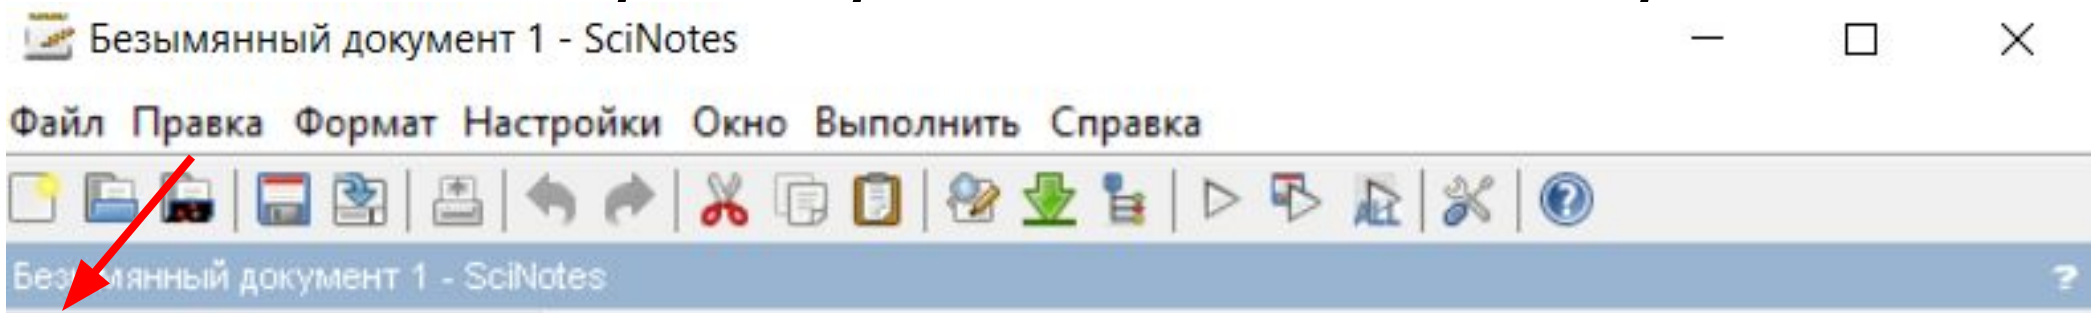 Безымянный документ 1 - SciNotes
Файл Правка Формат Настройки Окно Выполнить Справка
Безымянный документ 1 - SciNotes ?